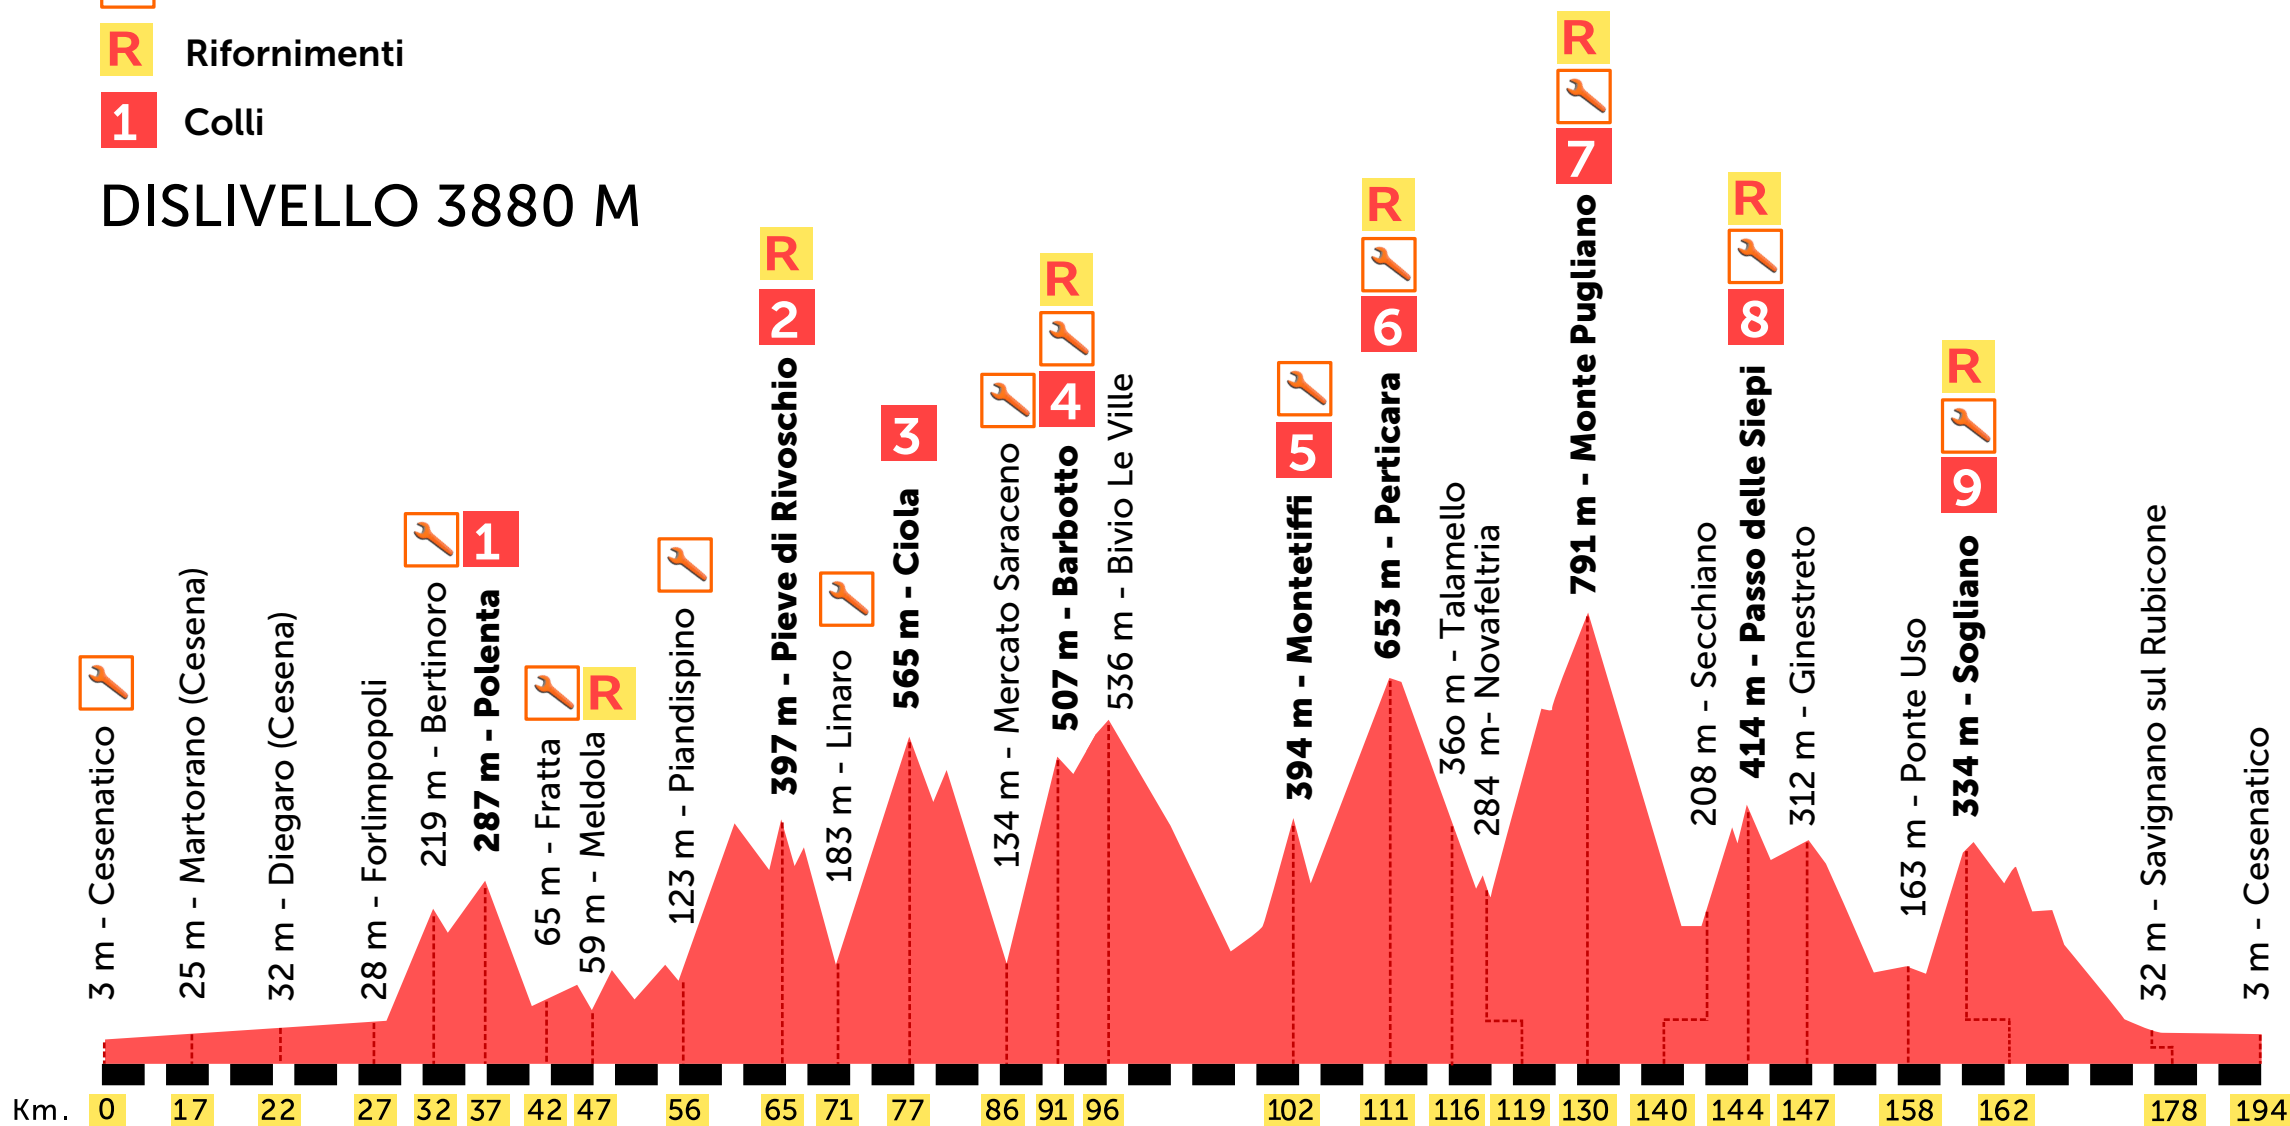 R Rifornimenti
1 Colli
DISLIVELLO 3880 M
3 m - Cesenatico
25 m - Martorano (Cesena)
32 m - Diegaro (Cesena)
28 m - Forlimpopoli
219 m - Bertinoro
1
287 m - Polenta
65 m - Fratta
R
59 m - Meldola
123 m - Piandispino
R
2
397 m - Pieve di Rivoschio
183 m - Linaro
3
565 m - Ciola
134 m - Mercato Saraceno
R
4
507 m - Barbotto
536 m - Bivio Le Ville
5
394 m - Montetiffi
R
6
653 m - Perticara
360 m - Talamello
284 m- Novafeltria
R
7
791 m - Monte Pugliano
208 m - Secchiano
R
8
414 m - Passo delle Siepi
312 m - Ginestreto
163 m - Ponte Uso
R
9
334 m - Sogliano
32 m - Savignano sul Rubicone
3 m - Cesenatico
Km. 0 17 22 27 32 37 42 47 56 65 71 77 86 91 96 102 111 116 119 130 140 144 147 158 162 178 194